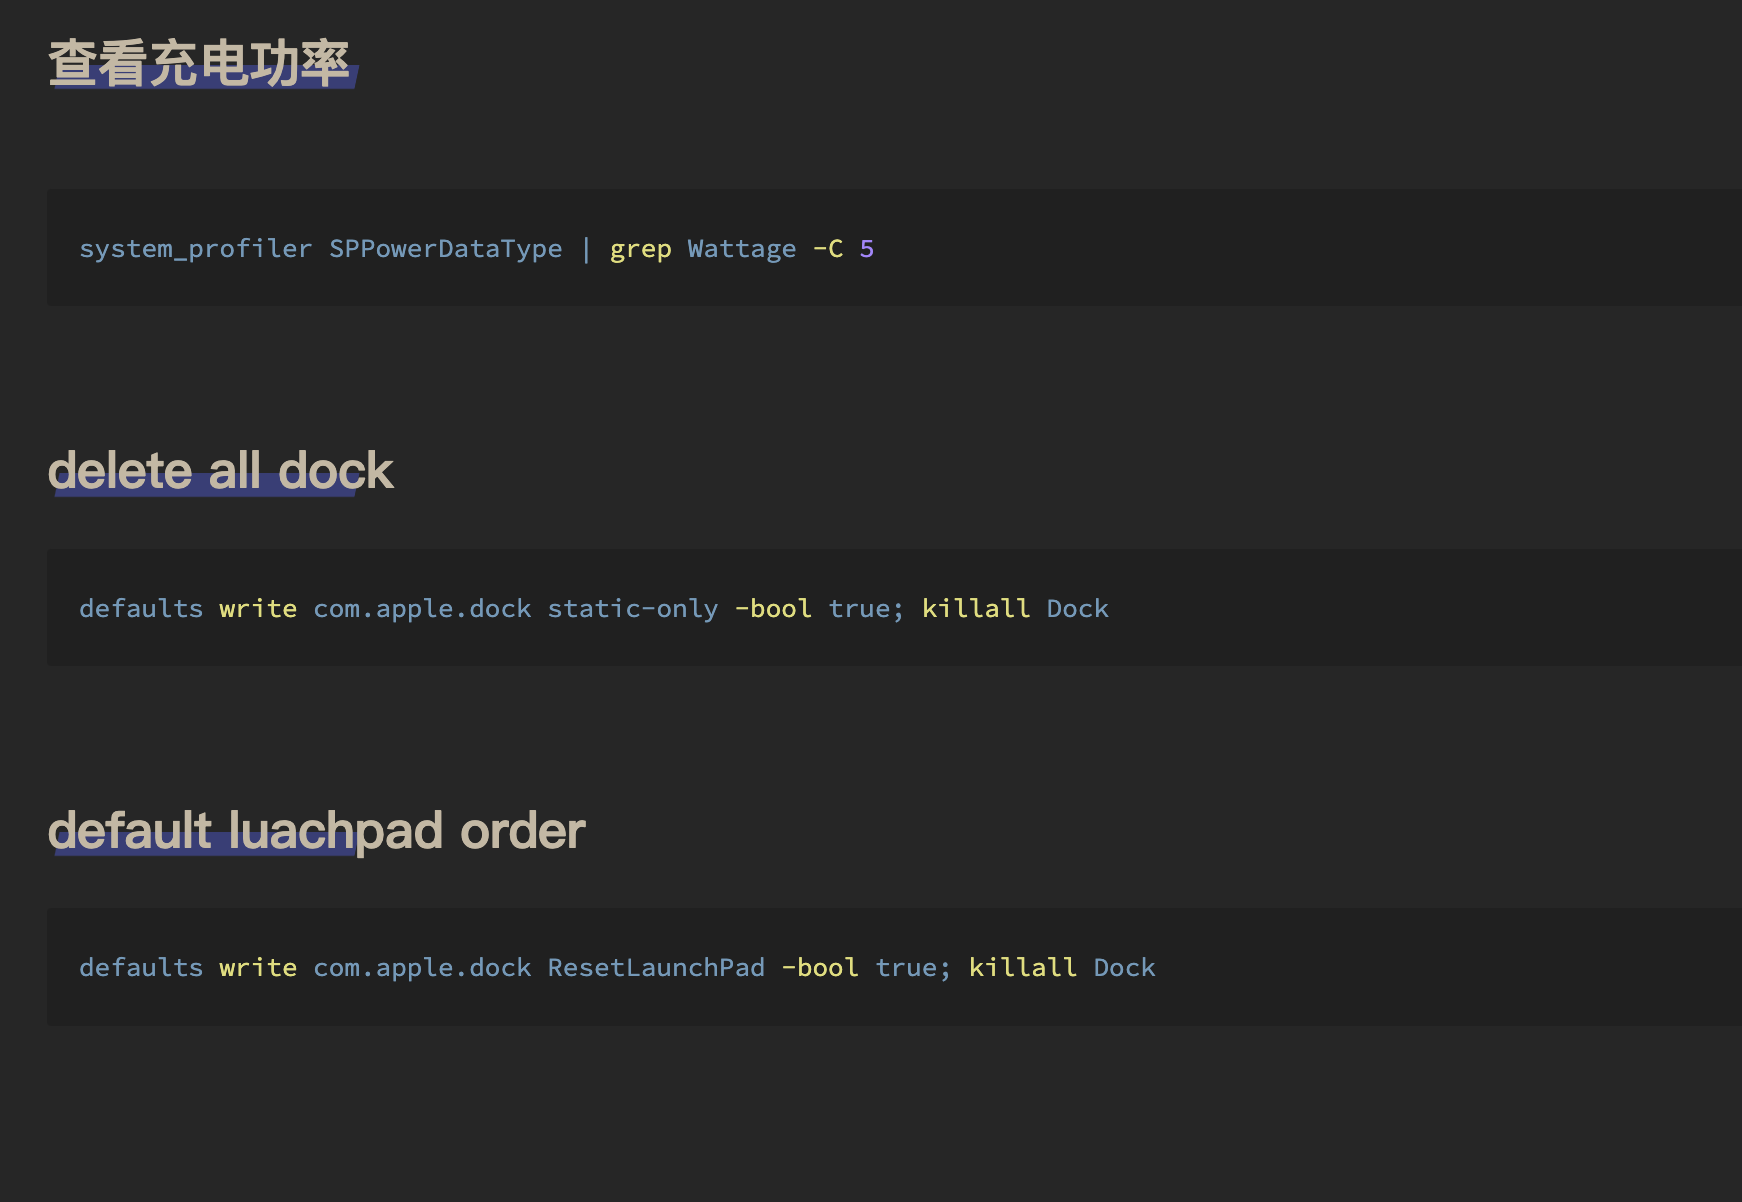 查看充电功率
system_profiler SPPowerDataType | grep Wattage -C 5
delete all dock
defaults write com.apple.dock static-only -bool true; killall Dock
default luachpad order
defaults write com.apple.dock ResetLaunchPad -bool true; killall Dock